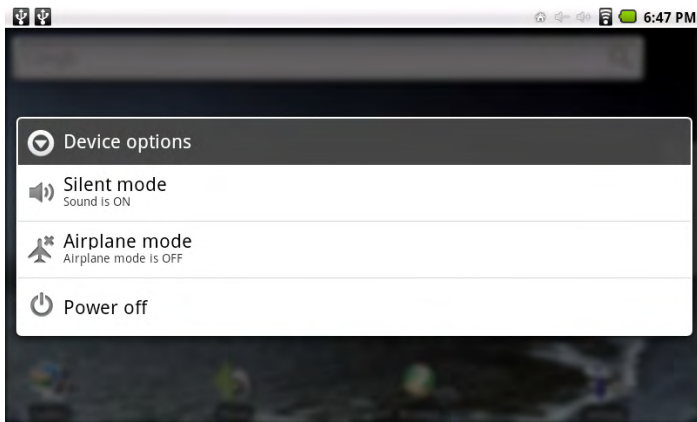 6:47 PM
Device options
Silent mode
Sound is ON
Airplane mode
Airplane mode is OFF
Power off